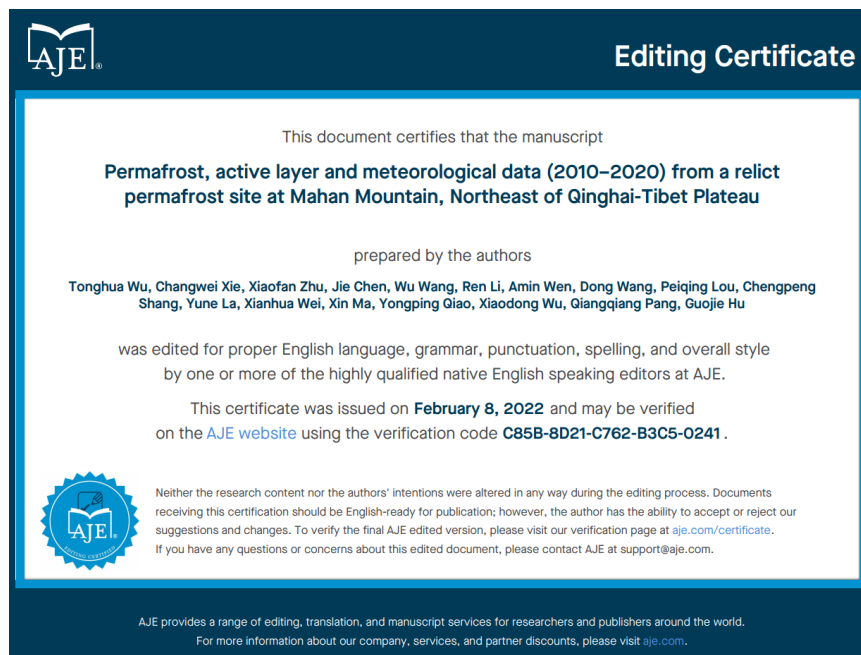 AJE®
Editing Certificate
This document certifies that the manuscript
Permafrost, active layer and meteorological data (2010–2020) from a relict
permafrost site at Mahan Mountain, Northeast of Qinghai-Tibet Plateau
prepared by the authors
Tonghua Wu, Changwei Xie, Xiaofan Zhu, Jie Chen, Wu Wang, Ren Li, Amin Wen, Dong Wang, Peiqing Lou, Chengpeng
Shang, Yune La, Xianhua Wei, Xin Ma, Yongping Qiao, Xiaodong Wu, Qiangqiang Pang, Guojie Hu
was edited for proper English language, grammar, punctuation, spelling, and overall style
by one or more of the highly qualified native English speaking editors at AJE.
This certificate was issued on February 8, 2022 and may be verified
on the AJE website using the verification code C85B-8D21-C762-B3C5-0241 .
AJE®
EDITING CERTIFIED
Neither the research content nor the authors' intentions were altered in any way during the editing process. Documents
receiving this certification should be English-ready for publication; however, the author has the ability to accept or reject our
suggestions and changes. To verify the final AJE edited version, please visit our verification page at aje.com/certificate.
If you have any questions or concerns about this edited document, please contact AJE at support@aje.com.
AJE provides a range of editing, translation, and manuscript services for researchers and publishers around the world.
For more information about our company, services, and partner discounts, please visit aje.com.